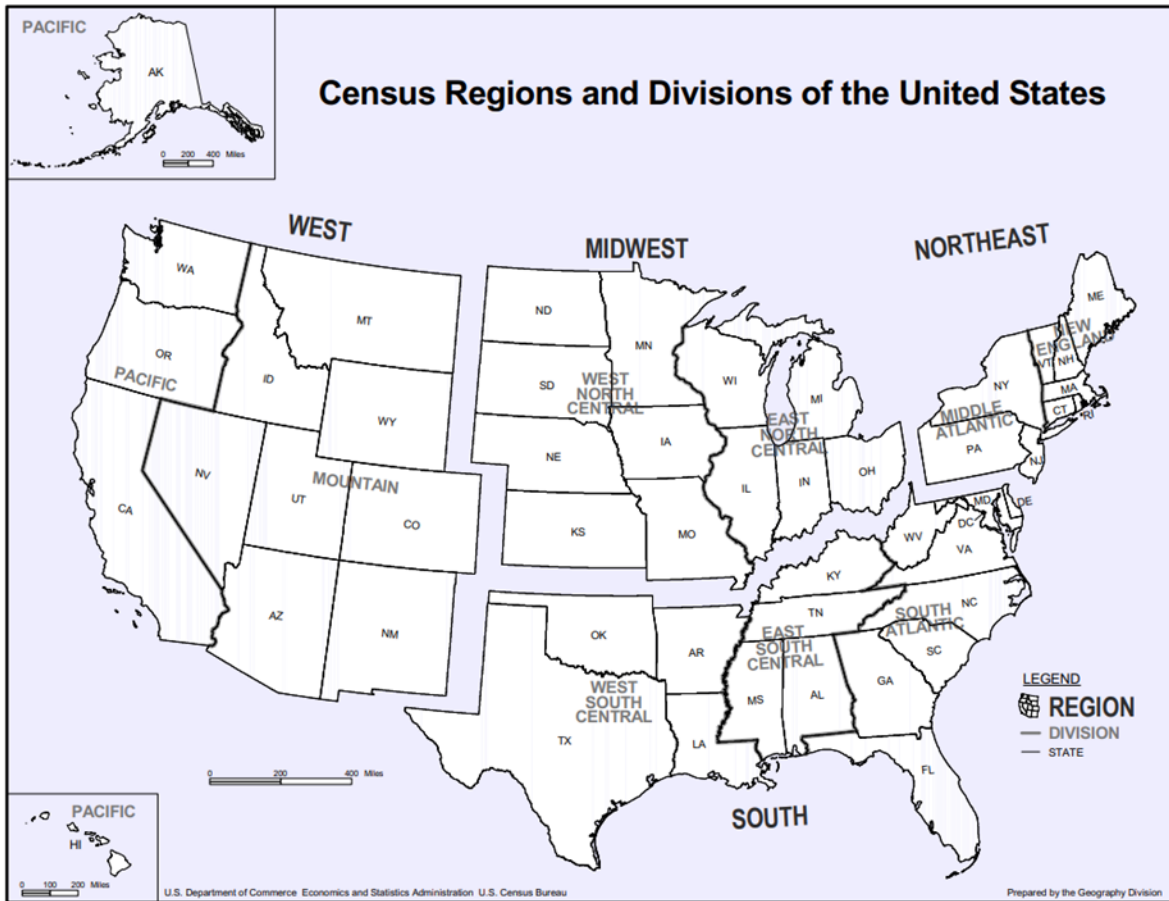 PACIFIC
AK
0 200 400 Miles
Census Regions and Divisions of the United States
WEST
MIDWEST
NORTHEAST
WA
MT
ND
MN
ME
OR
ID
SD
WI
MI
NY
VT
NH
NEW
ENGLAND
MA
CT
RI
PACIFIC
WY
WEST
NORTH
CENTRAL
IA
EAST
NORTH
CENTRAL
MIDDLE
ATLANTIC
PA
NJ
NV
UT
MOUNTAIN
CO
NE
IL
IN
OH
CA
KS
MO
WV
MD
DE
DC
VA
KY
AZ
NM
OK
AR
TN
NC
SOUTH
ATLANTIC
SC
EAST
SOUTH
CENTRAL
MS
AL
GA
WEST
SOUTH
CENTRAL
TX
LA
FL
SOUTH
LEGEND
REGION
DIVISION
STATE
0 200 400 Miles
PACIFIC
HI
0 100 200 Miles
U.S. Department of Commerce Economics and Statistics Administration U.S. Census Bureau
Prepared by the Geography Division